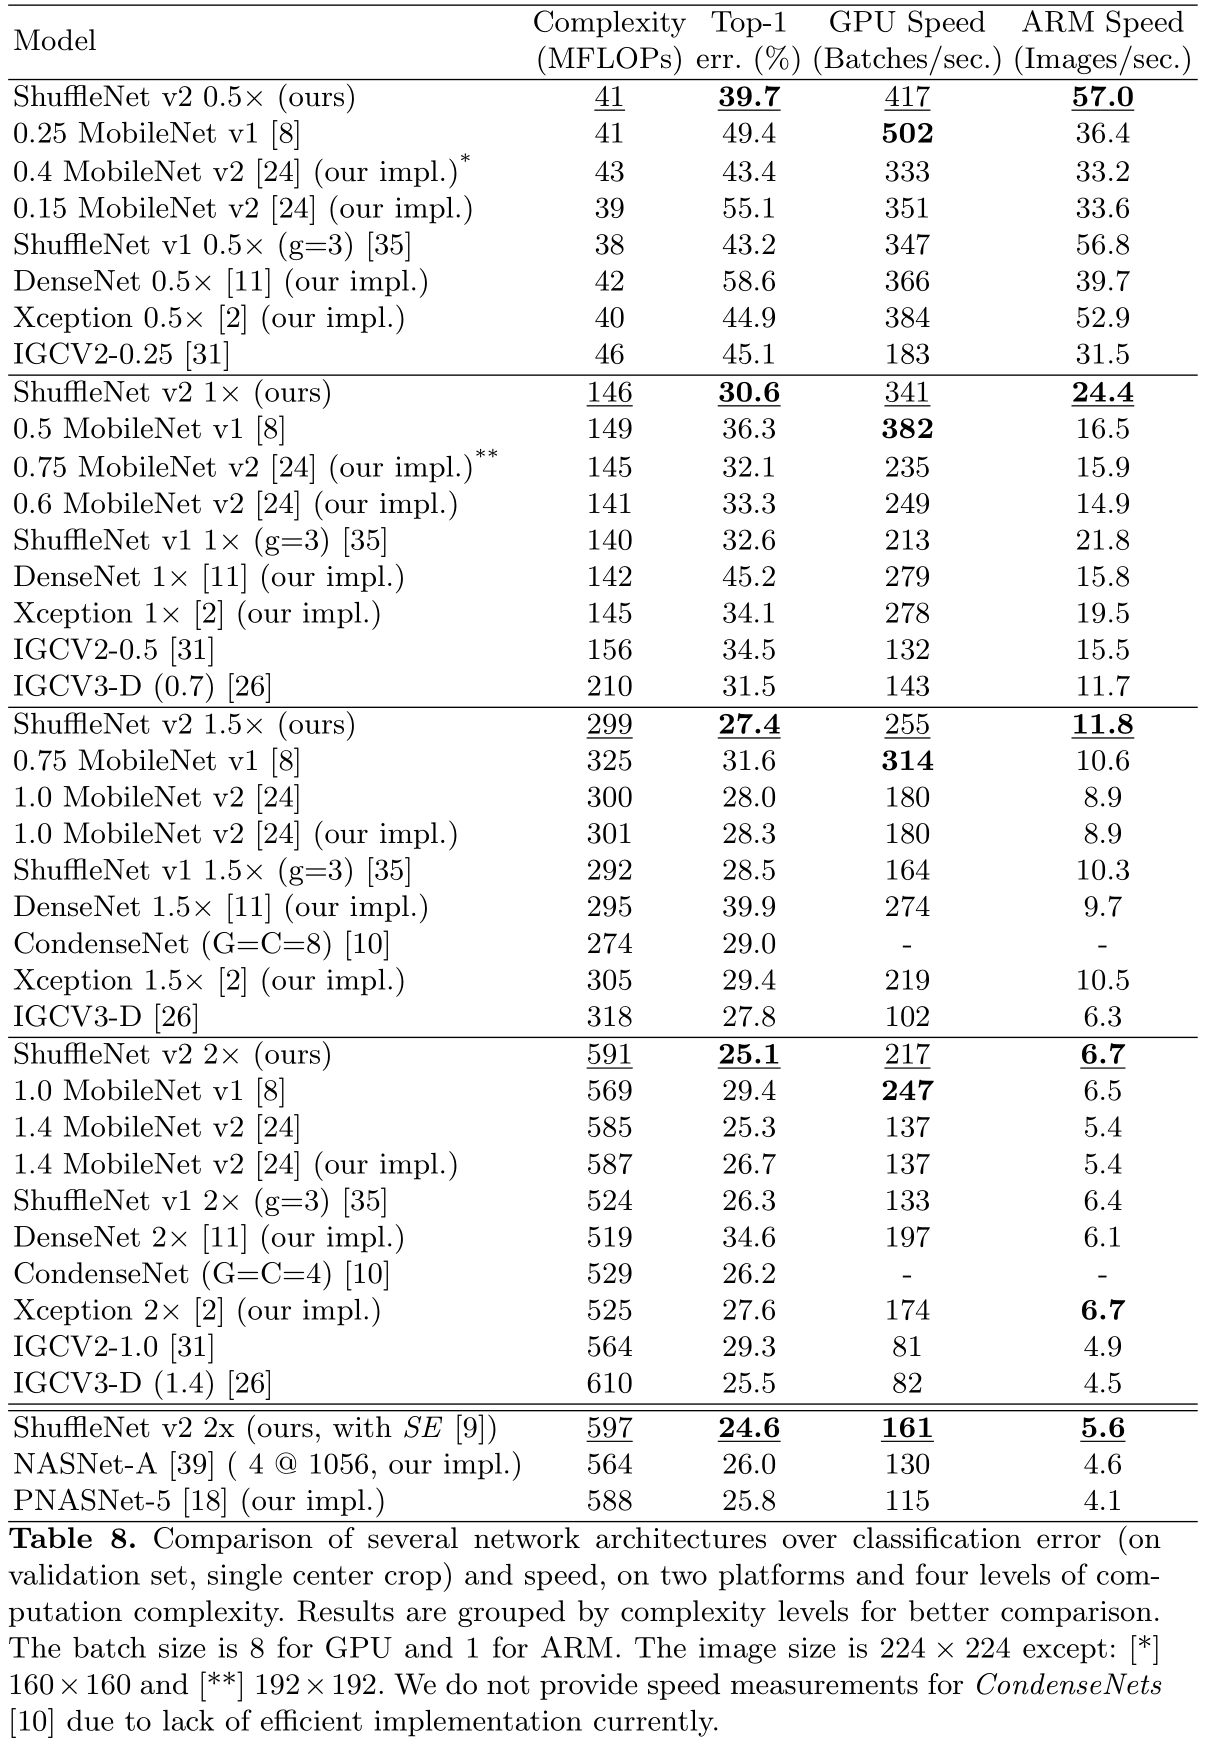 Model Complexity (MFLOPs) Top-1 err. (%) GPU Speed (Batches/sec.) ARM Speed (Images/sec.)
ShuffleNet v2 0.5× (ours) 41 39.7 417 57.0
0.25 MobileNet v1 [8] 41 49.4 502 36.4
0.4 MobileNet v2 [24] (our impl.)* 43 43.4 333 33.2
0.15 MobileNet v2 [24] (our impl.) 39 55.1 351 33.6
ShuffleNet v1 0.5× (g=3) [35] 38 43.2 347 56.8
DenseNet 0.5× [11] (our impl.) 42 58.6 366 39.7
Xception 0.5× [2] (our impl.) 40 44.9 384 52.9
IGCV2-0.25 [31] 46 45.1 183 31.5
ShuffleNet v2 1× (ours) 146 30.6 341 24.4
0.5 MobileNet v1 [8] 149 36.3 382 16.5
0.75 MobileNet v2 [24] (our impl.)** 145 32.1 235 15.9
0.6 MobileNet v2 [24] (our impl.) 141 33.3 249 14.9
ShuffleNet v1 1× (g=3) [35] 140 32.6 213 21.8
DenseNet 1× [11] (our impl.) 142 45.2 279 15.8
Xception 1× [2] (our impl.) 145 34.1 278 19.5
IGCV2-0.5 [31] 156 34.5 132 15.5
IGCV3-D (0.7) [26] 210 31.5 143 11.7
ShuffleNet v2 1.5× (ours) 299 27.4 255 11.8
0.75 MobileNet v1 [8] 325 31.6 314 10.6
1.0 MobileNet v2 [24] 300 28.0 180 8.9
1.0 MobileNet v2 [24] (our impl.) 301 28.3 180 8.9
ShuffleNet v1 1.5× (g=3) [35] 292 28.5 164 10.3
DenseNet 1.5× [11] (our impl.) 295 39.9 274 9.7
CondenseNet (G=C=8) [10] 274 29.0 - -
Xception 1.5× [2] (our impl.) 305 29.4 219 10.5
IGCV3-D [26] 318 27.8 102 6.3
ShuffleNet v2 2× (ours) 591 25.1 217 6.7
1.0 MobileNet v1 [8] 569 29.4 247 6.5
1.4 MobileNet v2 [24] 585 25.3 137 5.4
1.4 MobileNet v2 [24] (our impl.) 587 26.7 137 5.4
ShuffleNet v1 2× (g=3) [35] 524 26.3 133 6.4
DenseNet 2× [11] (our impl.) 519 34.6 197 6.1
CondenseNet (G=C=4) [10] 529 26.2 - -
Xception 2× [2] (our impl.) 525 27.6 174 6.7
IGCV2-1.0 [31] 564 29.3 81 4.9
IGCV3-D (1.4) [26] 610 25.5 82 4.5
ShuffleNet v2 2x (ours, with SE [9]) 597 24.6 161 5.6
NASNet-A [39] ( 4 @ 1056, our impl.) 564 26.0 130 4.6
PNASNet-5 [18] (our impl.) 588 25.8 115 4.1
Table 8. Comparison of several network architectures over classification error (on
validation set, single center crop) and speed, on two platforms and four levels of com-
putation complexity. Results are grouped by complexity levels for better comparison.
The batch size is 8 for GPU and 1 for ARM. The image size is 224 × 224 except: [*]
160×160 and [**] 192×192. We do not provide speed measurements for CondenseNets
[10] due to lack of efficient implementation currently.